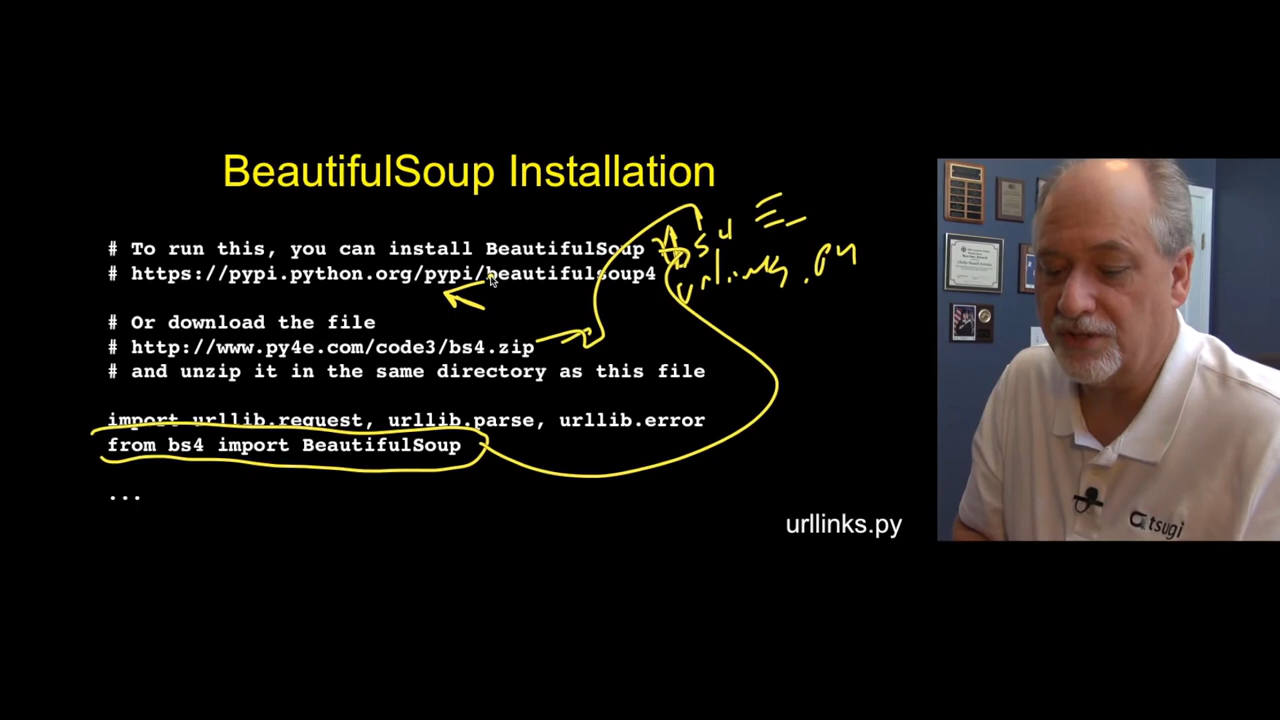 BeautifulSoup Installation
# To run this, you can install BeautifulSoup
# https://pypi.python.org/pypi/beautifulsoup4
bs4
urlinks.py
# Or download the file
# http://www.py4e.com/code3/bs4.zip
# and unzip it in the same directory as this file
import urllib.request, urllib.parse, urllib.error
from bs4 import BeautifulSoup
...
urllinks.py
tsugi